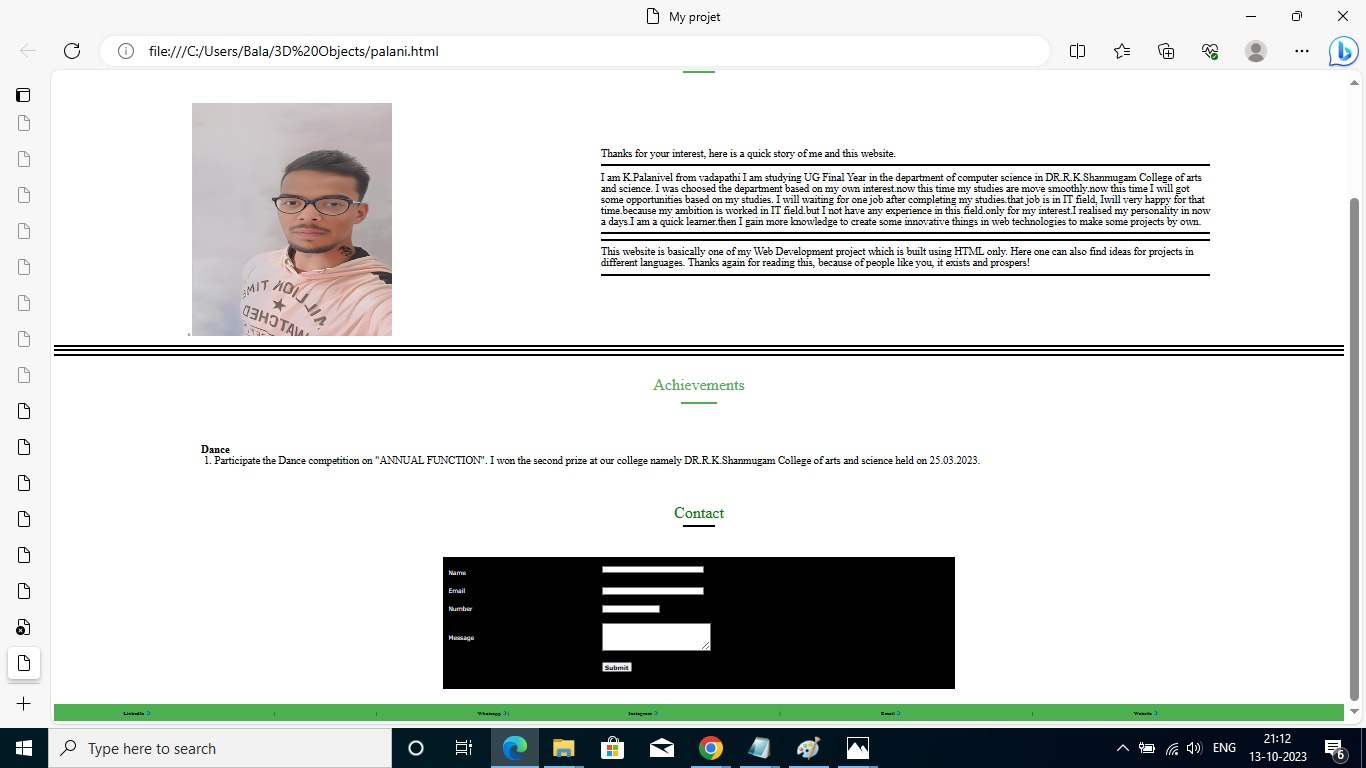 My projet
file:///C:/Users/Bala/3D%20Objects/palani.html
Thanks for your interest, here is a quick story of me and this website.
I am K.Palanivel from vadapathi I am studying UG Final Year in the department of computer science in DR.R.K.Shanmugam College of arts
and science. I was choosed the department based on my own interest.now this time my studies are move smoothly.now this time I will got
some opportunities based on my studies. I will waiting for one job after completing my studies.that job is in IT field, Iwill very happy for that
time.because my ambition is worked in IT field.but I not have any experience in this field.only for my interest.I realised my personality in now
a days.I am a quick learner.then I gain more knowledge to create some innovative things in web technologies to make some projects by own.
This website is basically one of my Web Development project which is built using HTML only. Here one can also find ideas for projects in
different languages. Thanks again for reading this, because of people like you, it exists and prospers!
MILLION
TIMI
WATCHED
Achievements
Dance
1. Participate the Dance competition on "ANNUAL FUNCTION". I won the second prize at our college namely DR.R.K.Shanmugam College of arts and science held on 25.03.2023.
Contact
Name
Email
Number
Message
Submit
LinkedIn | | Whatsapp | Instagram | Email | Website
Type here to search
ENG
21:12
13-10-2023
6